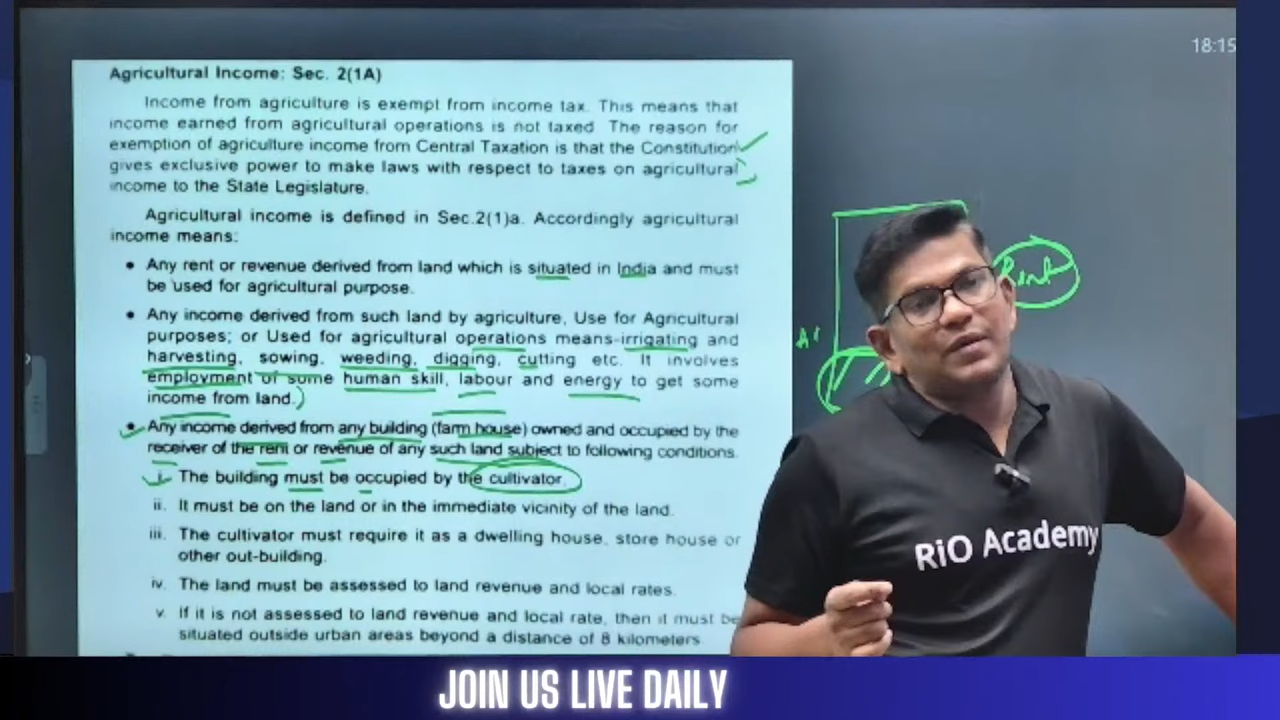 18:15
Agricultural Income: Sec. 2(1A)
Income from agriculture is exempt from income tax. This means that
income earned from agricultural operations is not taxed. The reason for
exemption of agriculture income from Central Taxation is that the Constitution
gives exclusive power to make laws with respect to taxes on agricultural
income to the State Legislature.
Agricultural income is defined in Sec.2(1)a. Accordingly agricultural
income means:
• Any rent or revenue derived from land which is situated in India and must
be used for agricultural purpose.
• Any income derived from such land by agriculture, Use for Agricultural
purposes; or Used for agricultural operations means-irrigating and
harvesting, sowing, weeding, digging, cutting etc. It involves
employment of some human skill, labour and energy to get some
income from land.
• Any income derived from any building (farm house) owned and occupied by the
receiver of the rent or revenue of any such land subject to following conditions.
i. The building must be occupied by the cultivator.
ii. It must be on the land or in the immediate vicinity of the land.
iii. The cultivator must require it as a dwelling house, store house or
other out-building.
iv. The land must be assessed to land revenue and local rates.
v. If it is not assessed to land revenue and local rate, then it must be
situated outside urban areas beyond a distance of 8 kilometers
Rent
RiO Academy
JOIN US LIVE DAILY